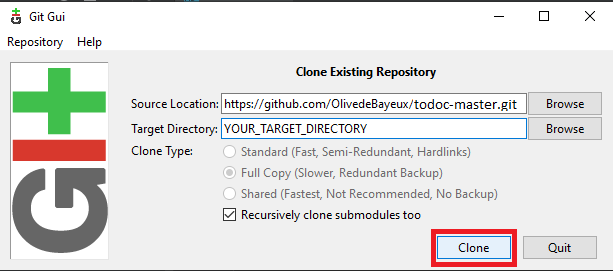 Git Gui
Repository Help
Clone Existing Repository
Source Location: https://github.com/OlivedeBayeux/todoc-master.git Browse
Target Directory: YOUR_TARGET_DIRECTORY Browse
Clone Type: Standard (Fast, Semi-Redundant, Hardlinks)
Full Copy (Slower, Redundant Backup)
Shared (Fastest, Not Recommended, No Backup)
Recursively clone submodules too
Clone Quit
Git